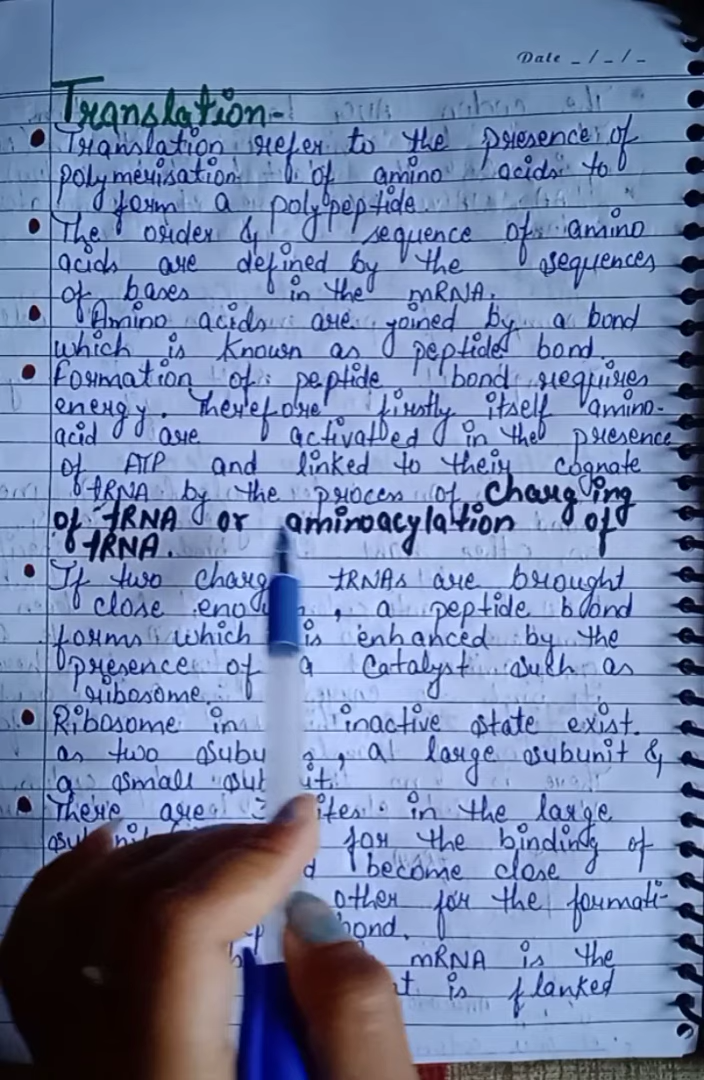 Date _/_/_
Translation-
Translation refer to the presence of
polymerisation of amino acids to
form a polypeptide
The order & sequence of amino
acids are defined by the sequences
of bases in the mRNA.
Amino acids are joined by a bond
which is known as peptide bond.
Formation of peptide bond requires
energy. Therefore firstly itself amino-
acid are activated in the presence
of ATP and linked to their cognate
tRNA by the process of charging
of tRNA or aminoacylation of
tRNA.
If two charg tRNAs are brought
close eno , a peptide bond
forms which is enhanced by the
presence of a catalyst such as
ribosome.
Ribosome in inactive state exist.
as two subu , a large subunit &
a small sub it.
There are ites in the large
for the binding of
become close
other for the formati-
bond.
mRNA is the
is flanked